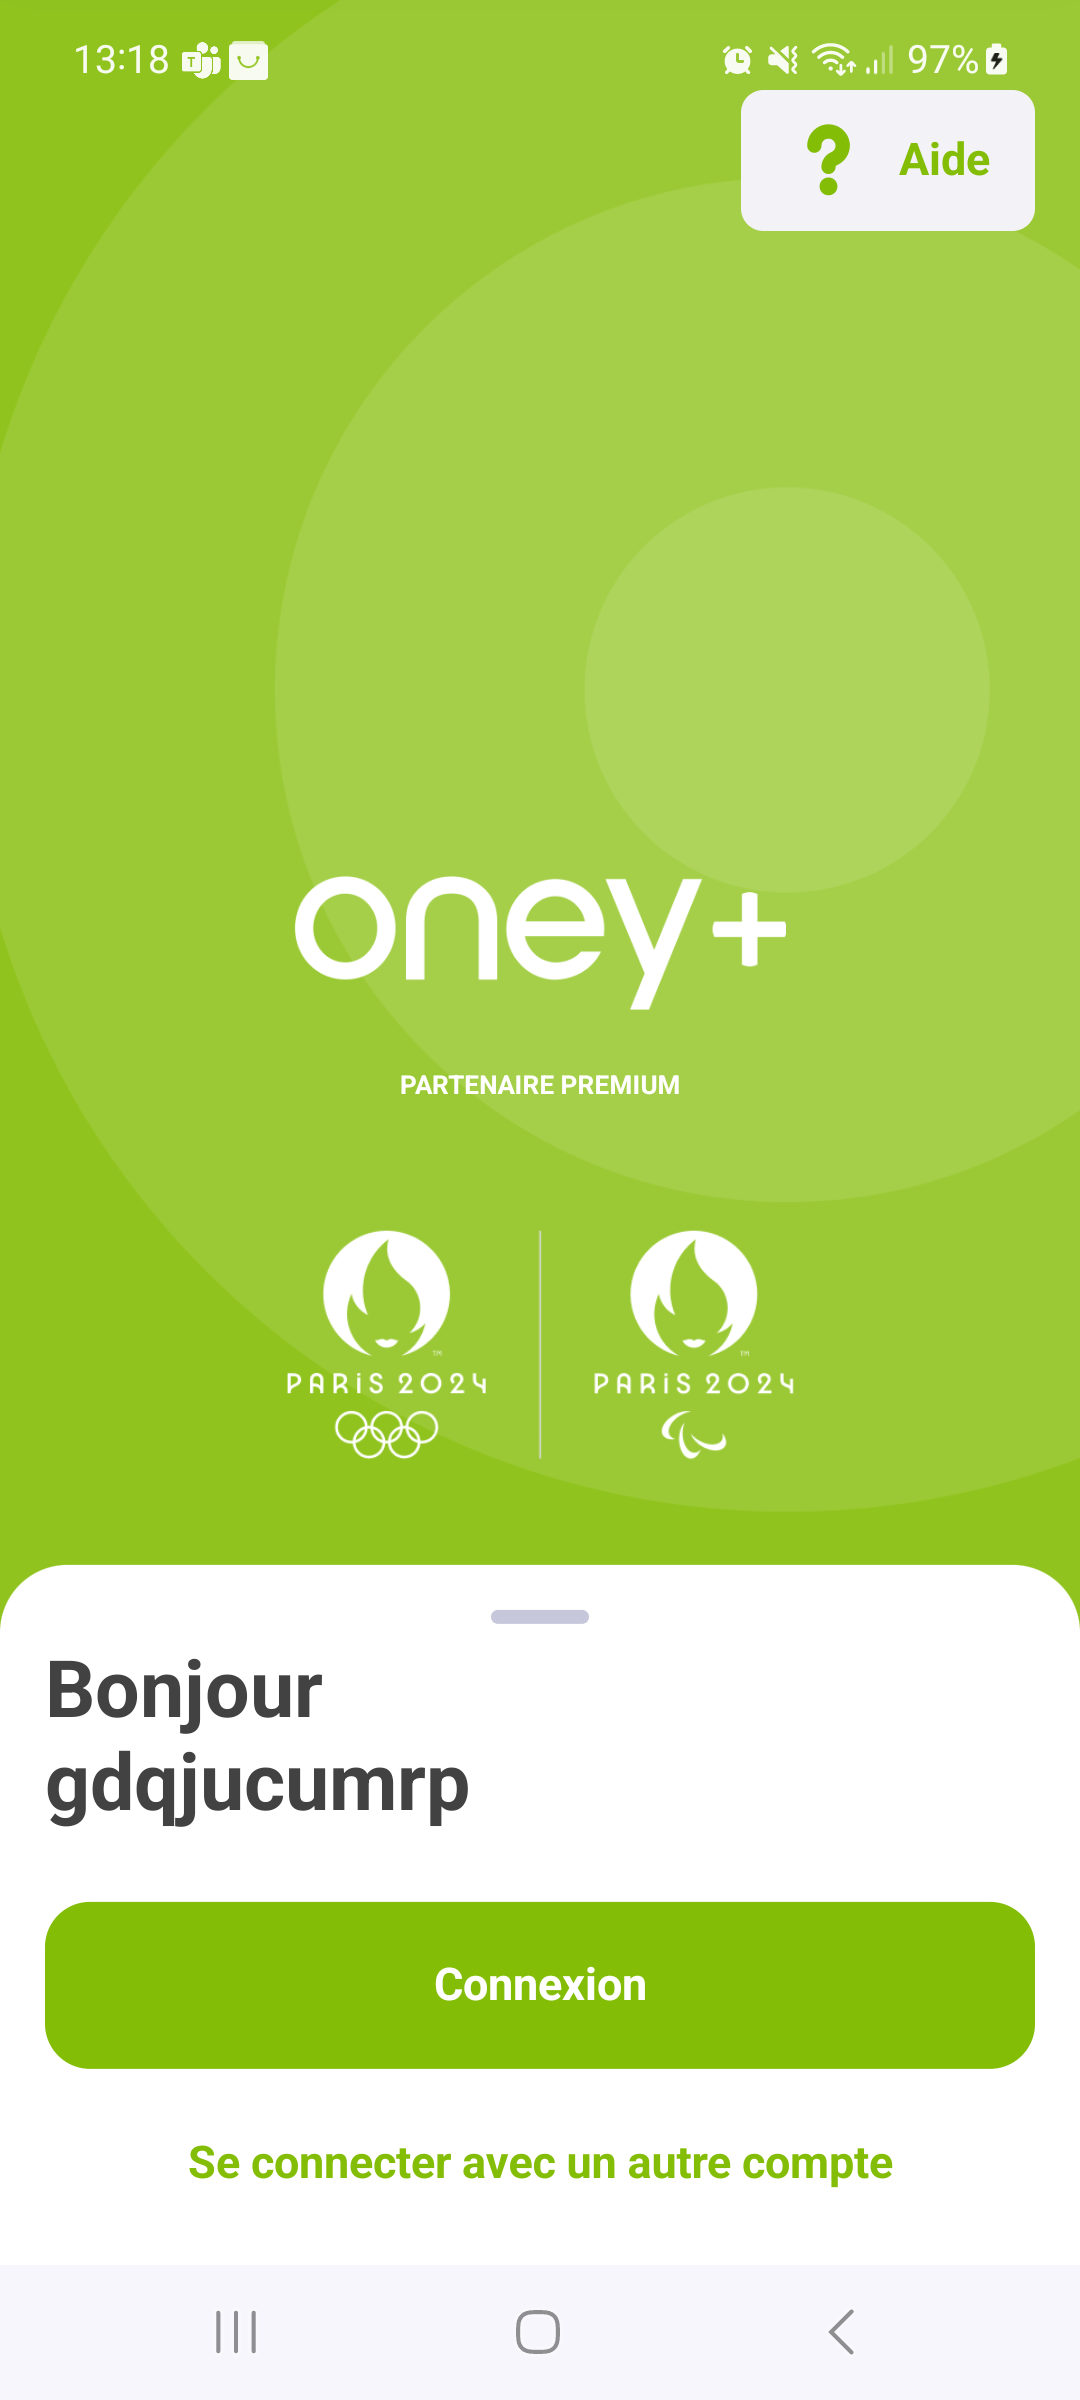 13:18
97%
Aide
oney+
PARTENAIRE PREMIUM
PARiS 2024
PARiS 2024
Bonjour
gdqjucumrp
Connexion
Se connecter avec un autre compte